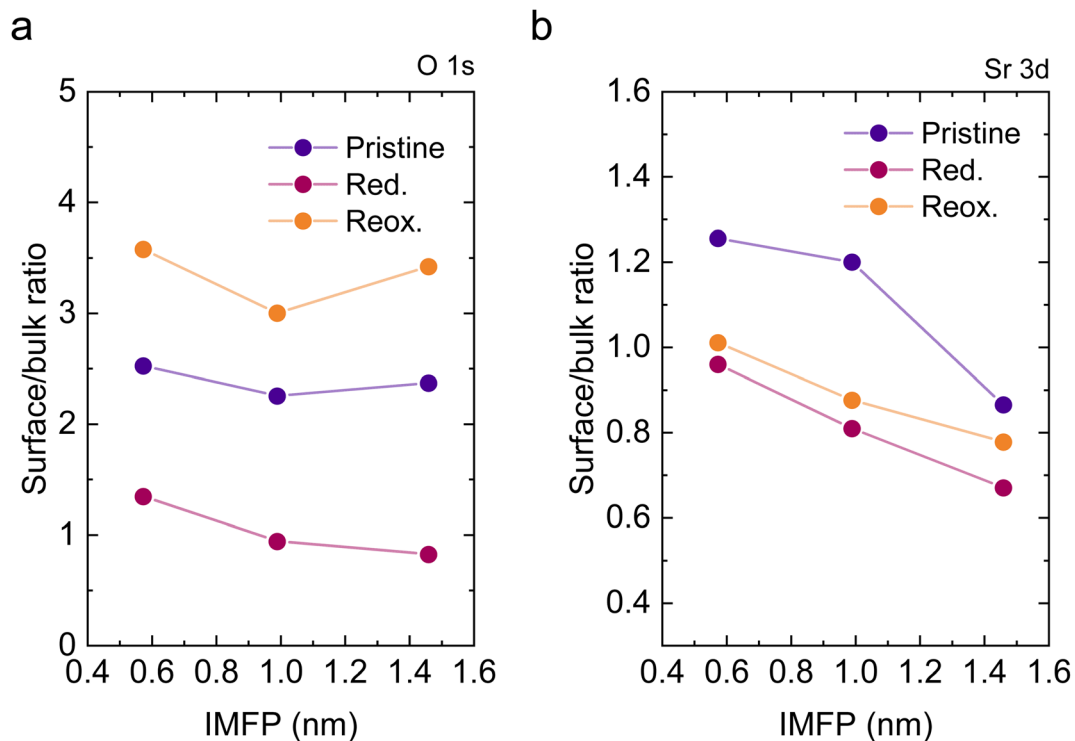 a
O 1s
5
4
3
2
1
0
Surface/bulk ratio
Pristine
Red.
Reox.
0.4 0.6 0.8 1.0 1.2 1.4 1.6
IMFP (nm)
b
Sr 3d
1.6
1.4
1.2
1.0
0.8
0.6
0.4
Surface/bulk ratio
Pristine
Red.
Reox.
0.4 0.6 0.8 1.0 1.2 1.4 1.6
IMFP (nm)